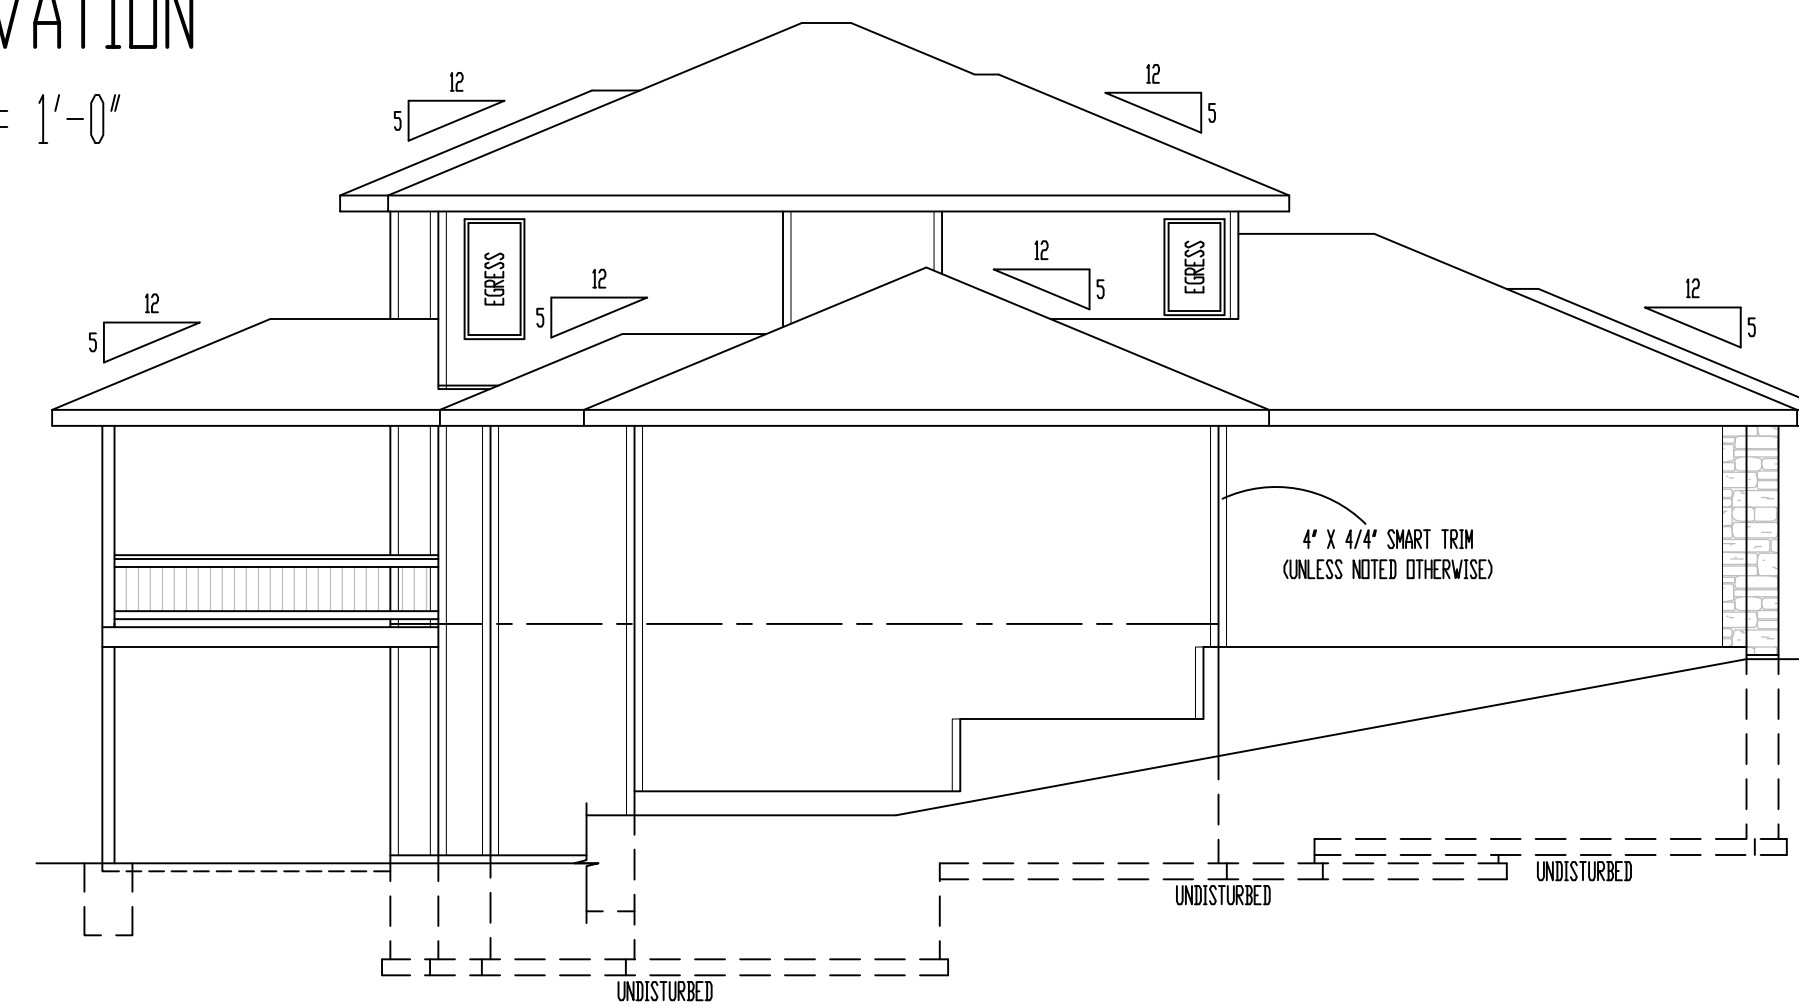 VATION
= 1'-0"
12
5
12
5
12
5
12
5
12
5
12
5
EGRESS
EGRESS
4" X 4/4" SMART TRIM
(UNLESS NOTED OTHERWISE)
UNDISTURBED
UNDISTURBED
UNDISTURBED